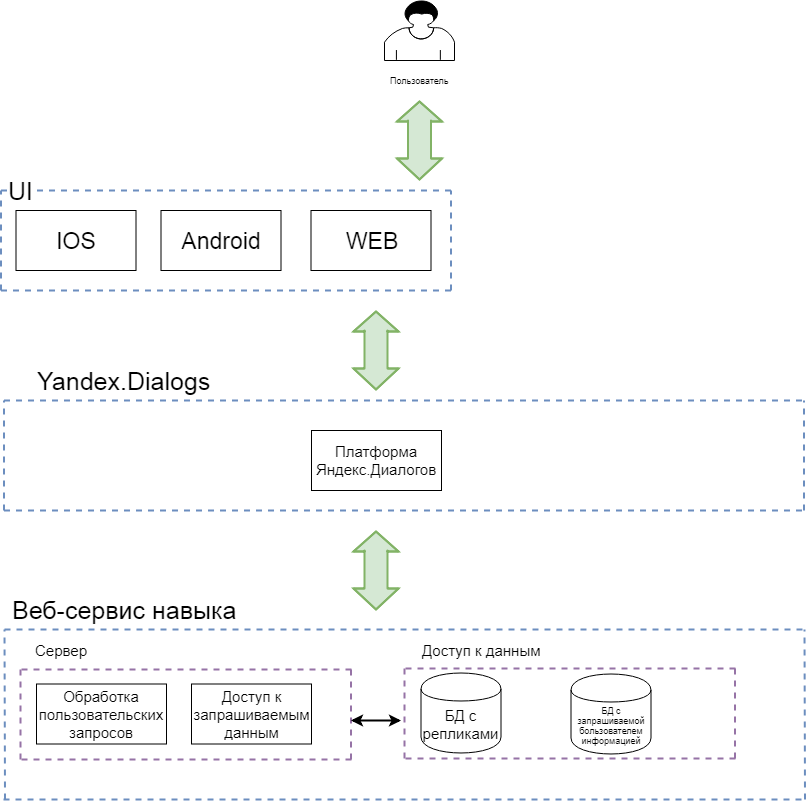 Пользователь
UI
IOS
Android
WEB
Yandex.Dialogs
Платформа
Яндекс.Диалогов
Веб-сервис навыка
Сервер
Доступ к данным
Обработка
пользовательских
запросов
Доступ к
запрашиваемым
данным
БД с
репликами
БД с
запрашиваемой
бользователем
информацией